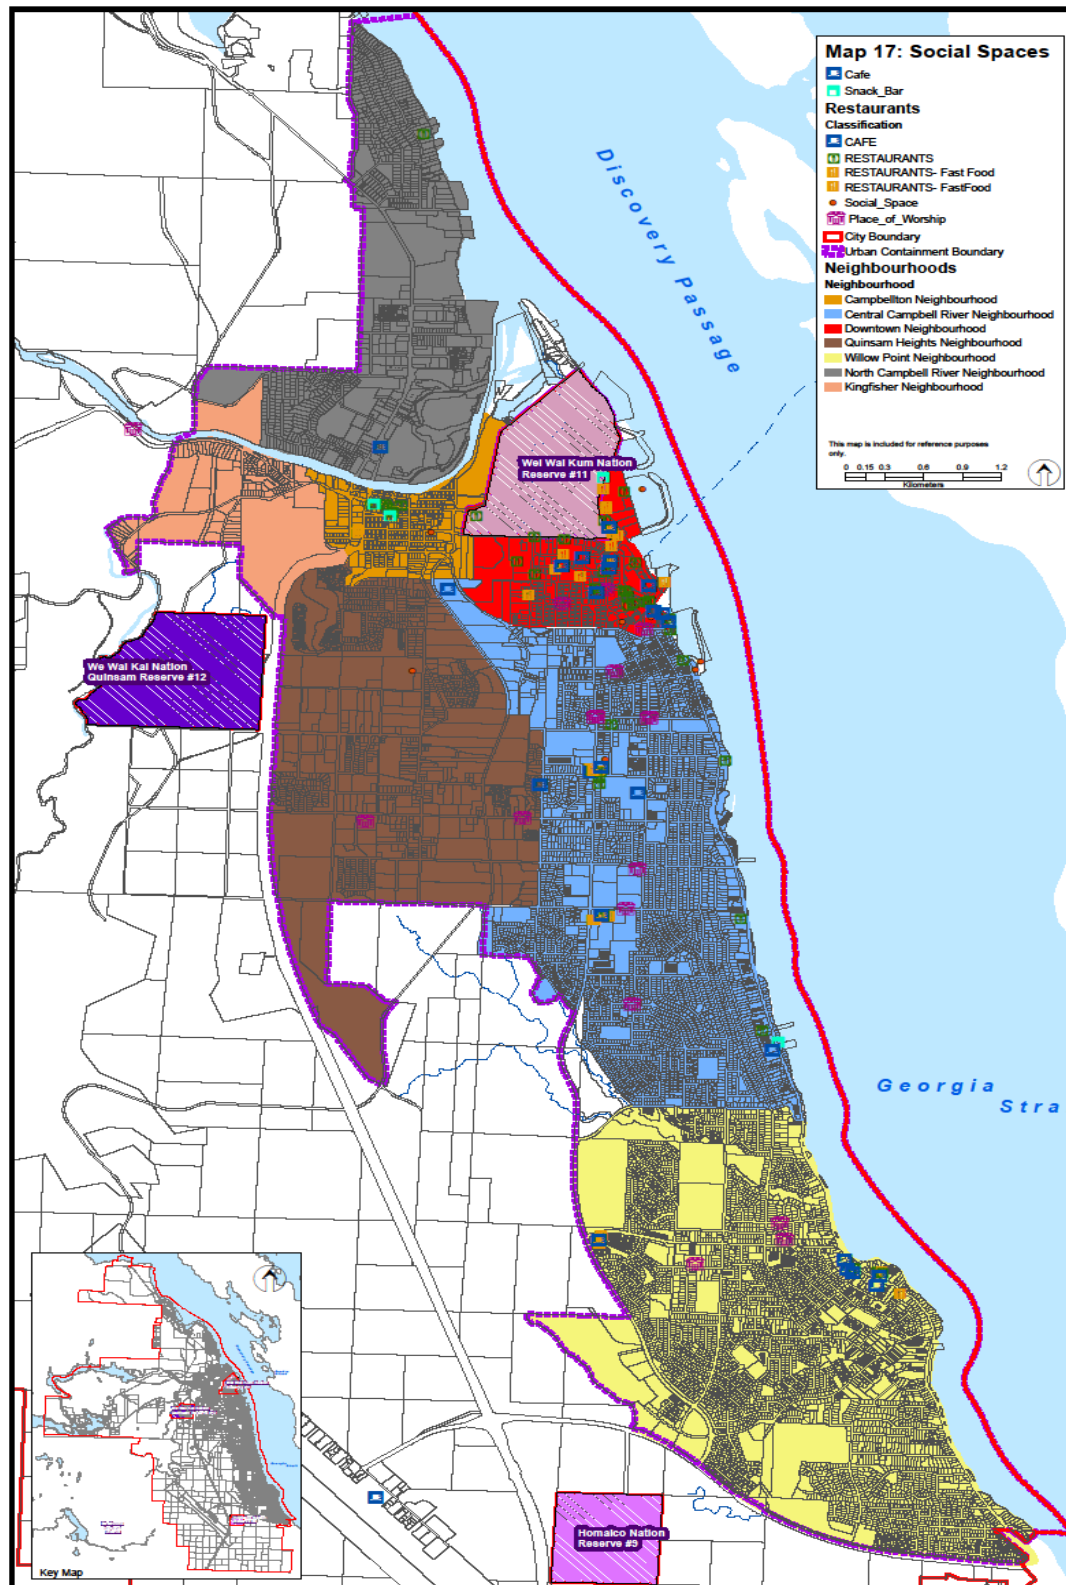 Map 17: Social Spaces
Cafe
Snack_Bar
Restaurants
Classification
CAFE
RESTAURANTS
RESTAURANTS- Fast Food
RESTAURANTS- FastFood
Social_Space
Place_of_Worship
City Boundary
Urban Containment Boundary
Neighbourhoods
Neighbourhood
Campbellton Neighbourhood
Central Campbell River Neighbourhood
Downtown Neighbourhood
Quinsam Heights Neighbourhood
Willow Point Neighbourhood
North Campbell River Neighbourhood
Kingfisher Neighbourhood
This map is included for reference purposes
only.
0 0.15 0.3 0.6 0.9 1.2
Kilometers
Discovery Passage
Wei Wai Kum Nation
Reserve #11
We Wai Kai Nation
Quinsam Reserve #12
Georgia
Stra
Homalco Nation
Reserve #9
Key Map